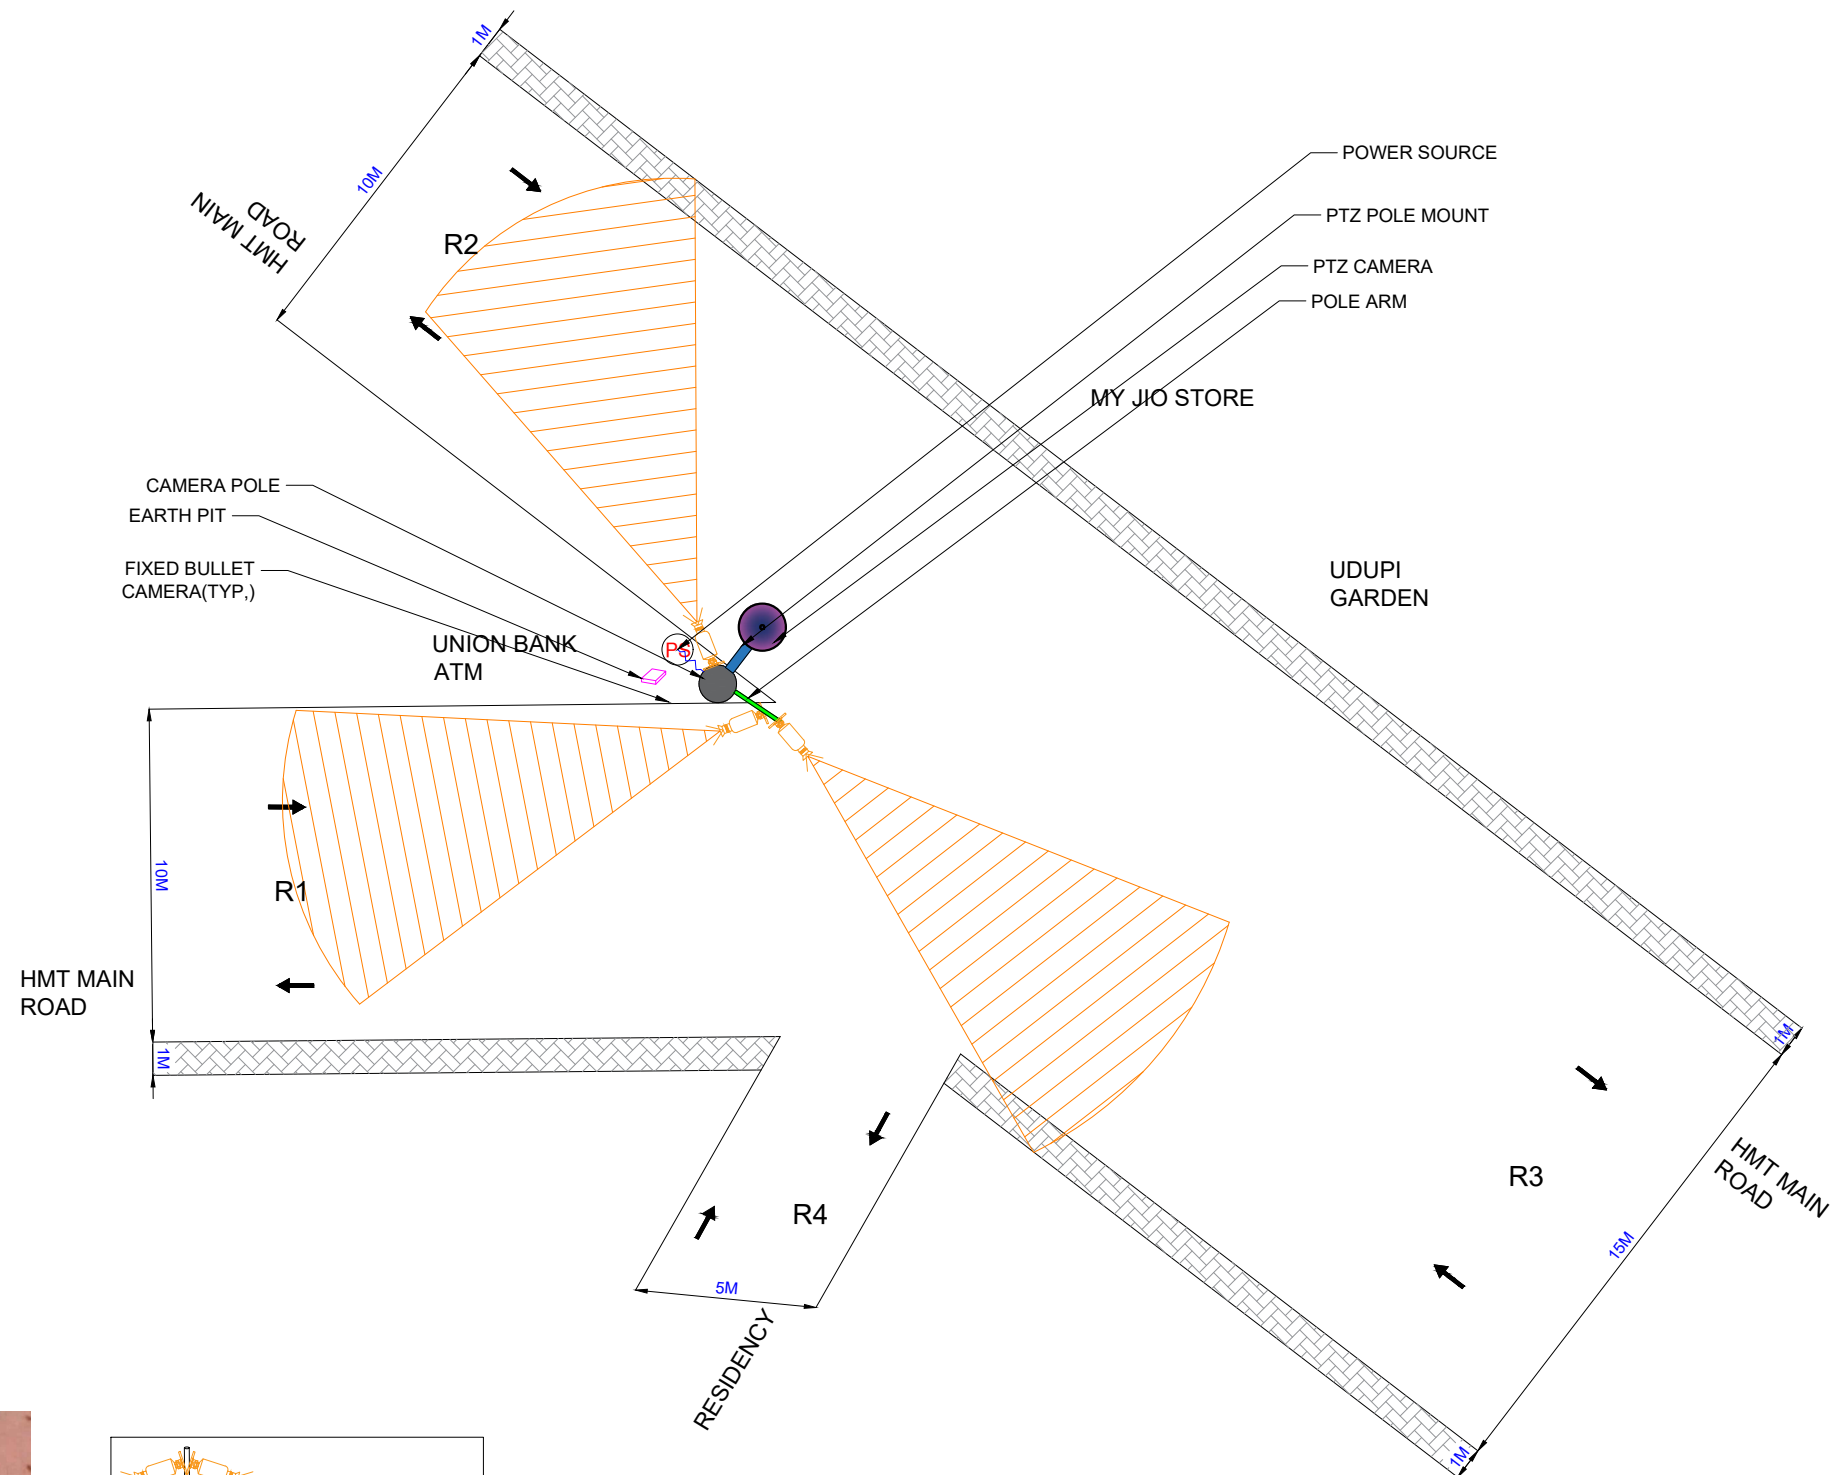 1M
10M
HMT MAIN
ROAD
R2
POWER SOURCE
PTZ POLE MOUNT
PTZ CAMERA
POLE ARM
MY JIO STORE
CAMERA POLE
EARTH PIT
FIXED BULLET
CAMERA(TYP,)
UDUPI
GARDEN
UNION BANK
ATM
PS
10M
R1
HMT MAIN
ROAD
1M
1M
R3
HMT MAIN
ROAD
15M
R4
5M
RESIDENCY
1M